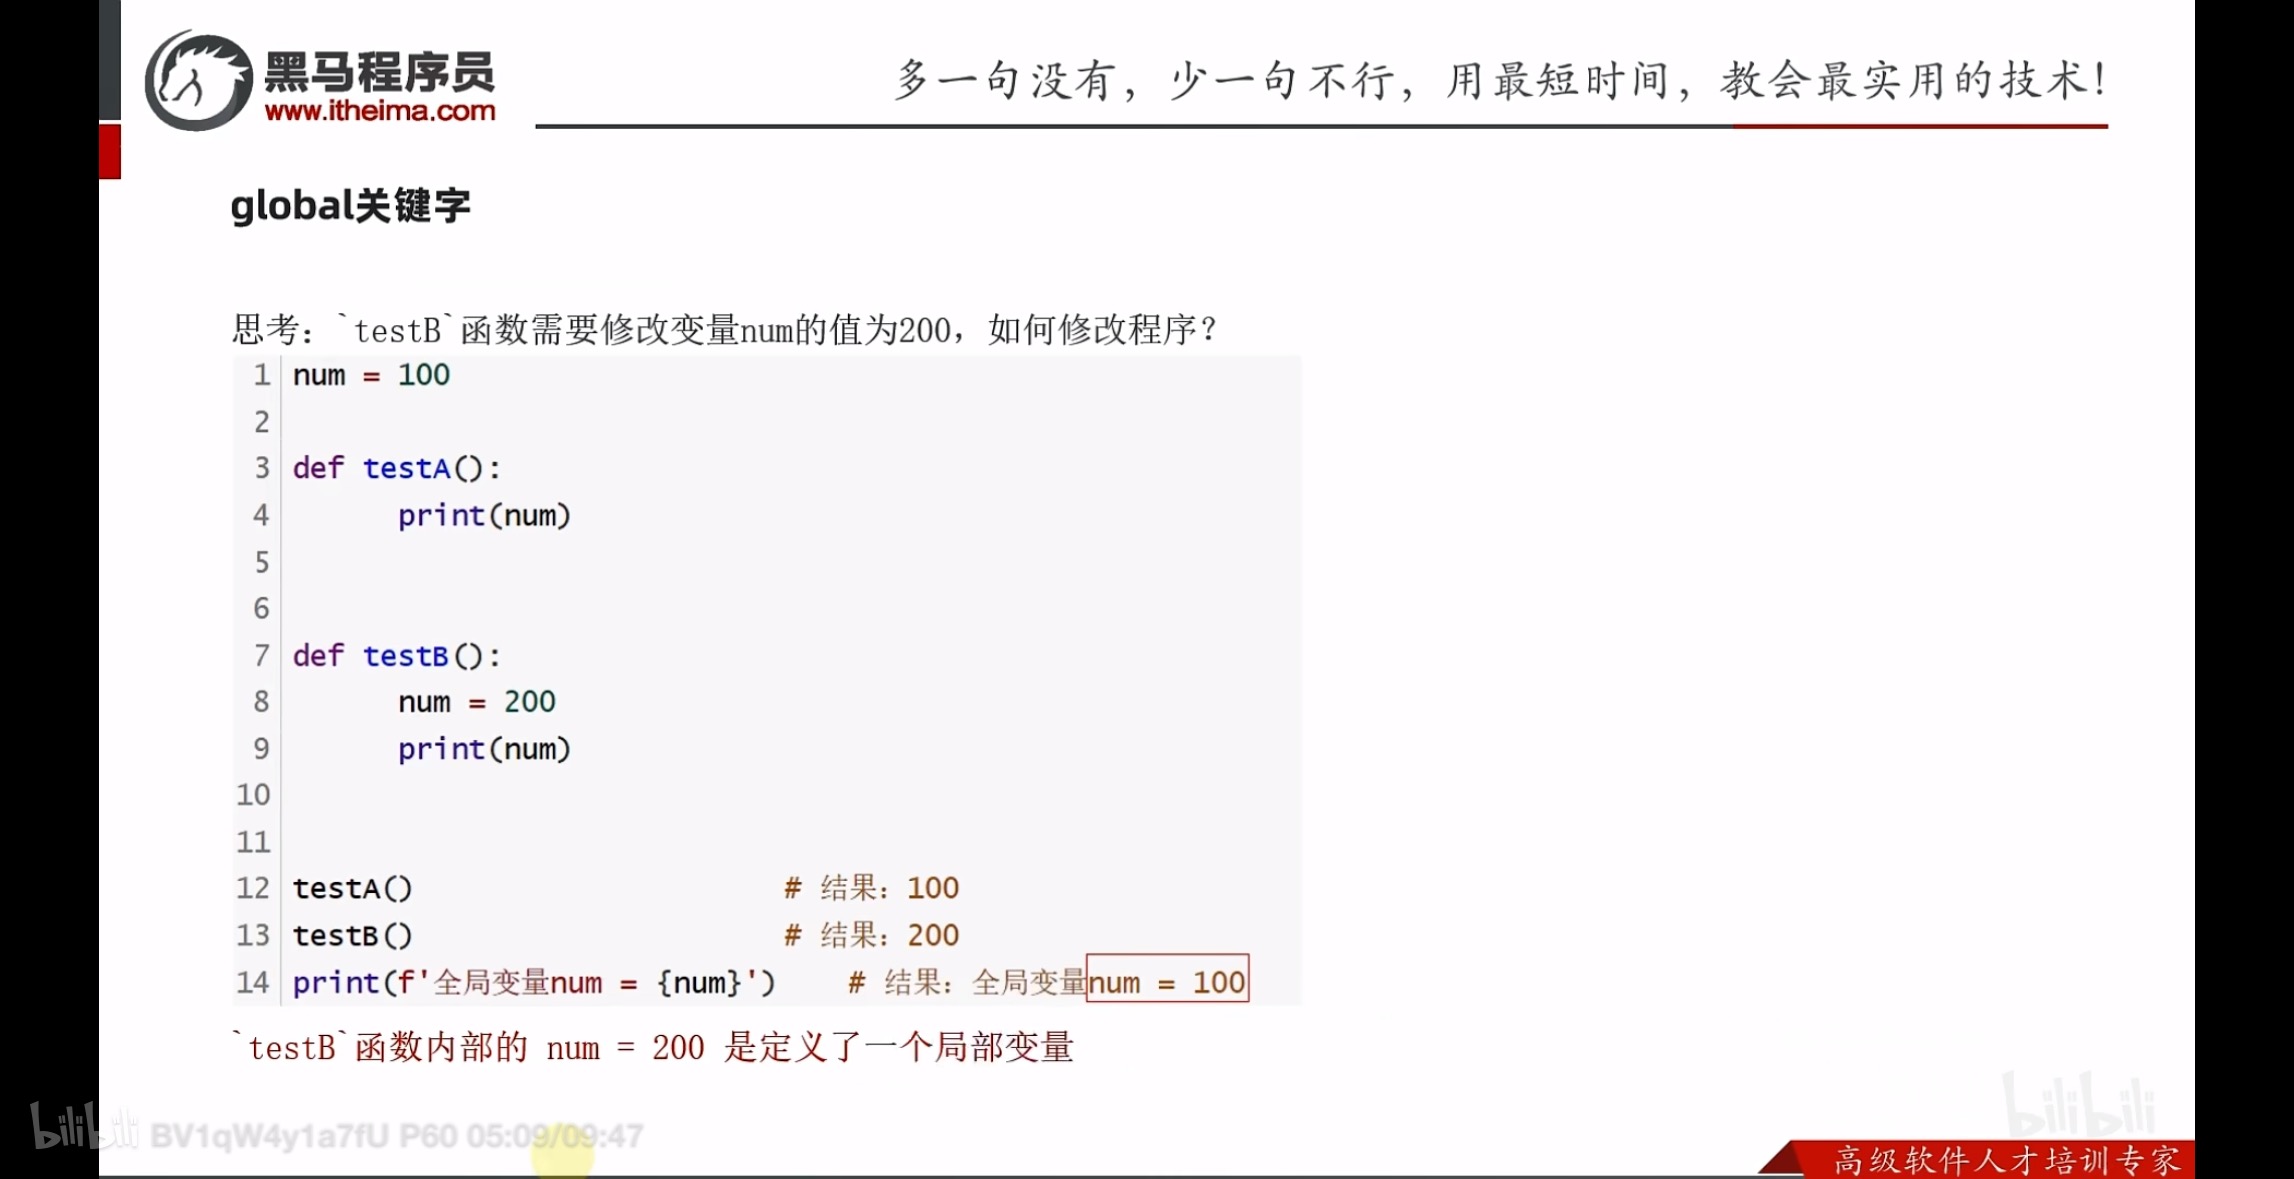 黑马程序员
www.itheima.com
多一句没有，少一句不行，用最短时间，教会最实用的技术！
global关键字
思考：`testB`函数需要修改变量num的值为200，如何修改程序？
1 num = 100
2
3 def testA():
4 print(num)
5
6
7 def testB():
8 num = 200
9 print(num)
10
11
12 testA() # 结果：100
13 testB() # 结果：200
14 print(f'全局变量num = {num}') # 结果：全局变量num = 100
`testB`函数内部的 num = 200 是定义了一个局部变量
bilibili BV1qW4y1a7fU P60 05:09/09:47
bilibili
高级软件人才培训专家